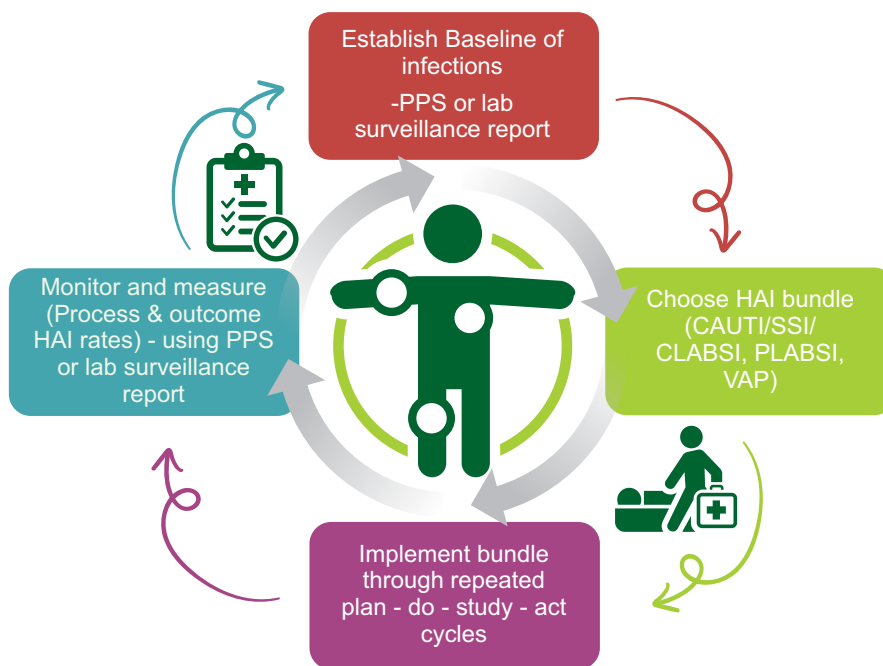 Establish Baseline of
infections
-PPS or lab
surveillance report
Choose HAI bundle
(CAUTI/SSI/
CLABSI, PLABSI,
VAP)
Implement bundle
through repeated
plan - do - study - act
cycles
Monitor and measure
(Process & outcome
HAI rates) - using PPS
or lab surveillance
report